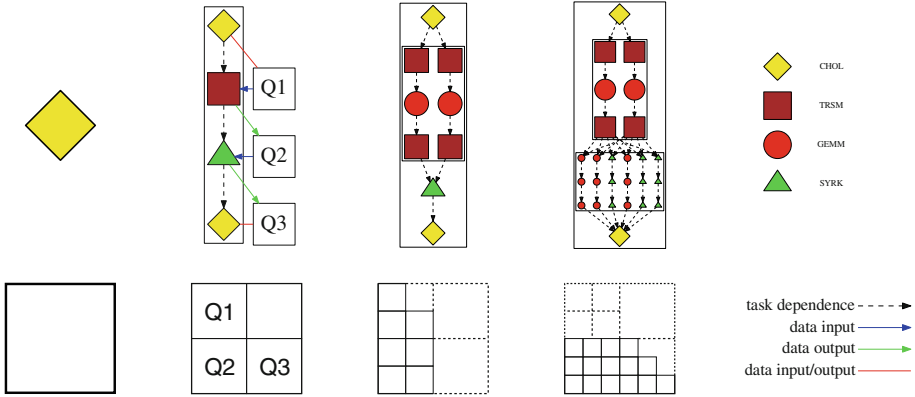 Q1
Q2
Q3
CHOL
TRSM
GEMM
SYRK
Q1
Q2 Q3
task dependence
data input
data output
data input/output